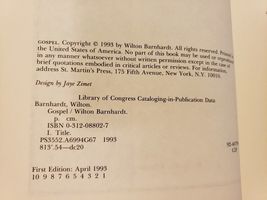 GOSPEL. Copyright © 1993 by Wilton Barnhardt. All rights reserved. Printed in
the United States of America. No part of this book may be used or reproduced
in any manner whatsoever without written permission except in the case of
brief quotations embodied in critical articles or reviews. For information,
address St. Martin's Press, 175 Fifth Avenue, New York, N.Y. 10010.
Design by Jaye Zimet
Library of Congress Cataloging-in-Publication Data
Barnhardt, Wilton.
Gospel / Wilton Barnhardt.
p. cm.
ISBN 0-312-08802-7
I. Title.
PS3552.A6994G67 1993
813'.54—dc20
CIP
First Edition: April 1993
10 9 8 7 6 5 4 3 2 1